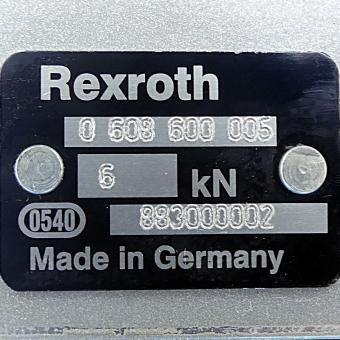 Rexroth
0 608 600 005
6 kN
0540 883000002
Made in Germany